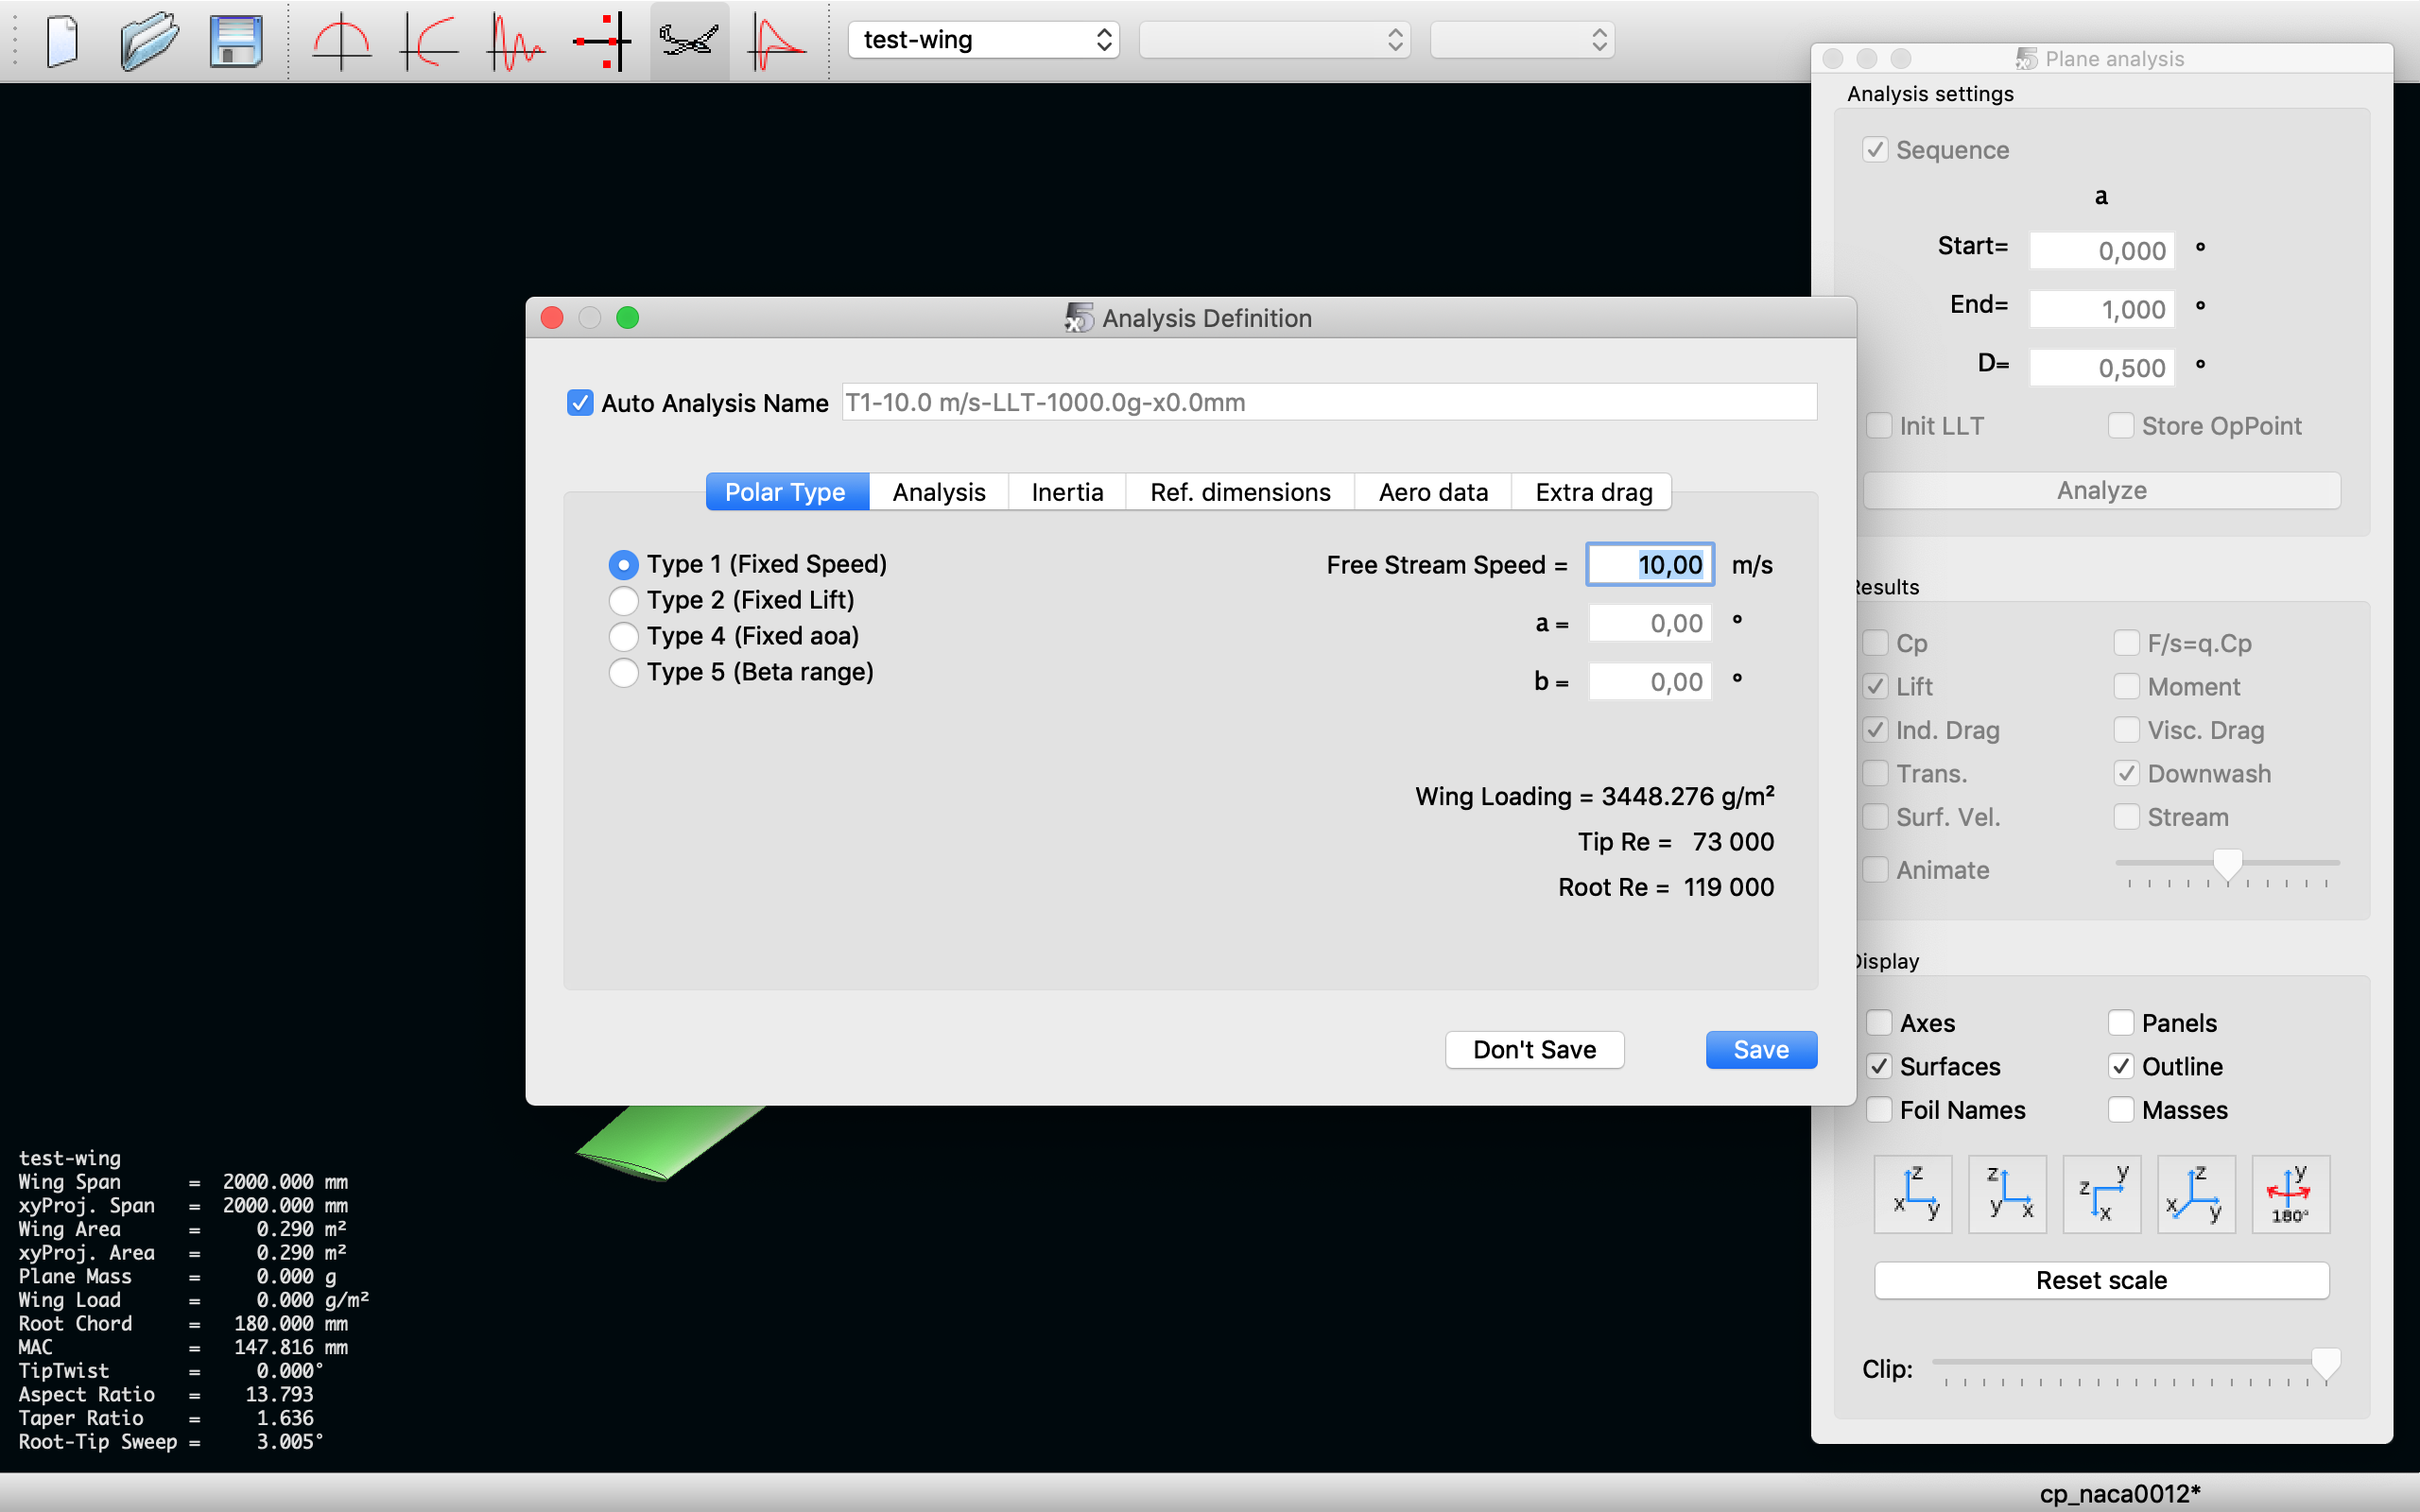 test-wing
Plane analysis
Analysis settings
Sequence
a
Start= 0,000 °
End= 1,000 °
D= 0,500 °
Init LLT Store OpPoint
Analyze
Results
Cp F/s=q.Cp
Lift Moment
Ind. Drag Visc. Drag
Trans. Downwash
Surf. Vel. Stream
Animate
Display
Axes Panels
Surfaces Outline
Foil Names Masses
z x y
z y x
y z x
z x y
y 180°
Reset scale
Clip:
Analysis Definition
Auto Analysis Name T1-10.0 m/s-LLT-1000.0g-x0.0mm
Polar Type Analysis Inertia Ref. dimensions Aero data Extra drag
Type 1 (Fixed Speed)
Type 2 (Fixed Lift)
Type 4 (Fixed aoa)
Type 5 (Beta range)
Free Stream Speed = 10,00 m/s
a = 0,00 °
b = 0,00 °
Wing Loading = 3448.276 g/m²
Tip Re = 73 000
Root Re = 119 000
Don't Save Save
test-wing
Wing Span = 2000.000 mm
xyProj. Span = 2000.000 mm
Wing Area = 0.290 m²
xyProj. Area = 0.290 m²
Plane Mass = 0.000 g
Wing Load = 0.000 g/m²
Root Chord = 180.000 mm
MAC = 147.816 mm
TipTwist = 0.000°
Aspect Ratio = 13.793
Taper Ratio = 1.636
Root-Tip Sweep = 3.005°
cp_naca0012*